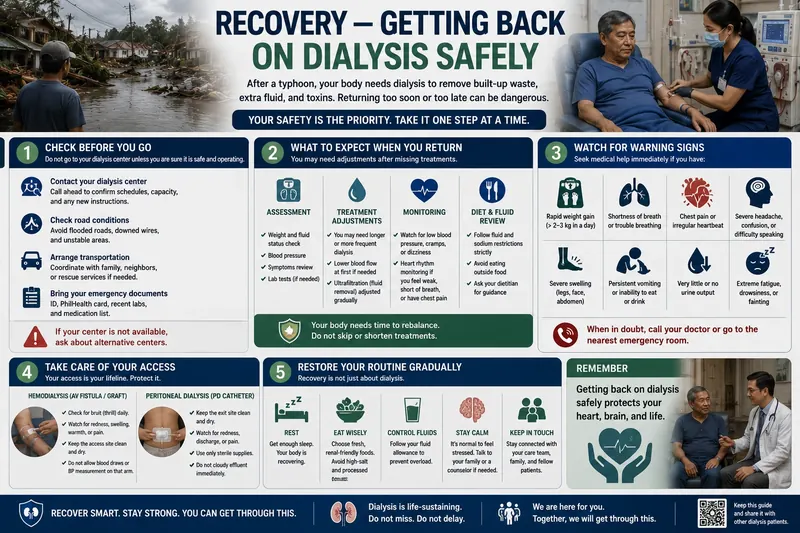 RECOVERY — GETTING BACK
ON DIALYSIS SAFELY
After a typhoon, your body needs dialysis to remove built-up waste,
extra fluid, and toxins. Returning too soon or too late can be dangerous.
YOUR SAFETY IS THE PRIORITY. TAKE IT ONE STEP AT A TIME.
1
CHECK BEFORE YOU GO
Do not go to your dialysis center unless you are sure it is safe and operating.
Contact your dialysis center
Call ahead to confirm schedules, capacity,
and any new instructions.
Check road conditions
Avoid flooded roads, downed wires,
and unstable areas.
Arrange transportation
Coordinate with family, neighbors,
or rescue services if needed.
Bring your emergency documents
ID, PhilHealth card, recent labs,
and medication list.
If your center is not available,
ask about alternative centers.
2
WHAT TO EXPECT WHEN YOU RETURN
You may need adjustments after missing treatments.
ASSESSMENT
✓ Weight and fluid
status check
✓ Blood pressure
✓ Symptoms review
✓ Lab tests (if needed)
TREATMENT
ADJUSTMENTS
✓ You may need longer
or more frequent
dialysis
✓ Lower blood flow
at first if needed
✓ Ultrafiltration (fluid
removal) adjusted
gradually
MONITORING
✓ Watch for low blood
pressure, cramps,
or dizziness
✓ Heart rhythm
monitoring if
you feel weak,
short of breath,
or have chest pain
DIET & FLUID
REVIEW
✓ Follow fluid and
sodium restrictions
strictly
✓ Avoid eating
outside food
✓ Ask your dietitian
for guidance
Your body needs time to rebalance.
Do not skip or shorten treatments.
3
WATCH FOR WARNING SIGNS
Seek medical help immediately if you have:
Rapid weight gain
(> 2–3 kg in a day)
Shortness of breath
or trouble breathing
Chest pain or
irregular heartbeat
Severe headache,
confusion, or
difficulty speaking
Severe swelling
(legs, face,
abdomen)
Persistent vomiting
or inability to eat
or drink
Very little or no
urine output
Extreme fatigue,
drowsiness, or
fainting
When in doubt, call your doctor or go to the
nearest emergency room.
4
TAKE CARE OF YOUR ACCESS
Your access is your lifeline. Protect it.
HEMODIALYSIS (AV FISTULA / GRAFT)
✓ Check for bruit (thrill) daily.
✓ Watch for redness, swelling,
warmth, or pain.
✓ Keep the access site clean
and dry.
✓ Do not allow blood draws or
BP measurement on that arm.
PERITONEAL DIALYSIS (PD CATHETER)
✓ Keep the exit site clean
and dry.
✓ Watch for redness,
discharge, or pain.
✓ Use only sterile supplies.
✓ Do not cloudy effluent
immediately.
5
RESTORE YOUR ROUTINE GRADUALLY
Recovery is not just about dialysis.
REST
Get enough sleep.
Your body is
recovering.
EAT WISELY
Choose fresh,
renal-friendly foods.
Avoid high-salt
and processed
CONTROL FLUIDS
Follow your fluid
allowance to
prevent overload.
STAY CALM
It's normal to feel
stressed. Talk to
your family or a
counselor if needed.
KEEP IN TOUCH
Stay connected with
your care team,
family, and fellow
patients.
REMEMBER
Getting back on dialysis
safely protects your
heart, brain, and life.
RECOVER SMART. STAY STRONG. YOU CAN GET THROUGH THIS.
Dialysis is life-sustaining.
Do not miss. Do not delay.
We are here for you.
Together, we will get through this.
Keep this guide
and share it with
other dialysis patients.